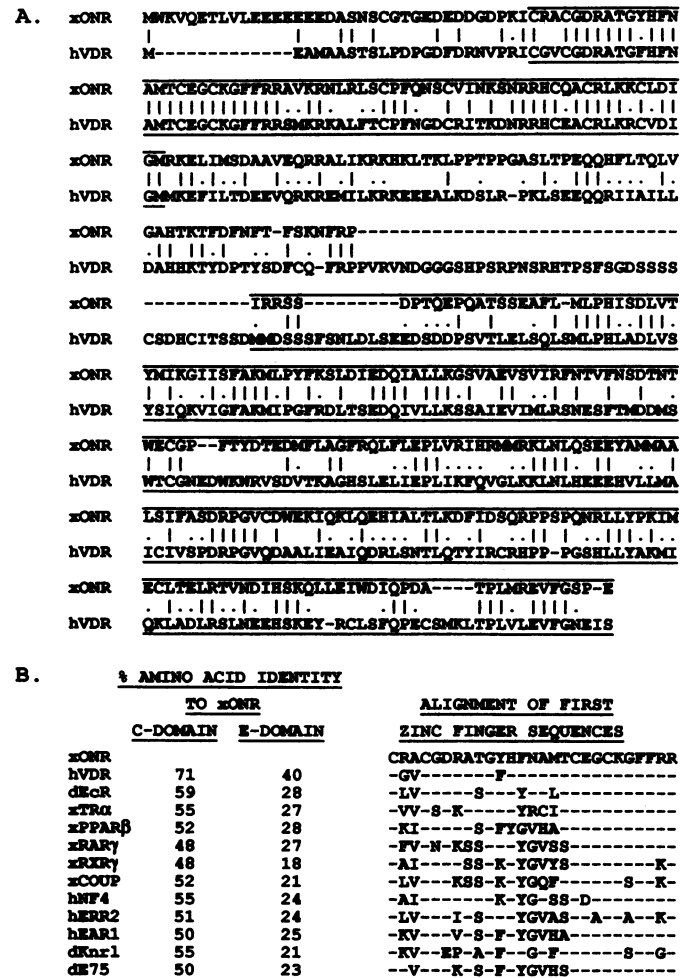 A.
xONR MWKVQETLVLEEEEEEEEDASNSCGTGEDEDDGDPKICRACGDRATGYHFN
hVDR M--------------EAMAASTSLPDPGDFDRNVPRICGVCGDRATGFHFN
xONR AMTCEGCKGFFRRAVKRNLRLSCPFQNSCVINKSNRRHCQACRLKKCLDI
hVDR AMTCEGCKGFFRRSMKRKALFTCPFNGDCRITKDNRRHCEACRLKRCVDI
xONR GMRKELIMSDAAVEQRRALIKRKHKLTKLPPTPPGASLTPEQQHFLTQLV
hVDR GMMKEFILTDEEVQRKREMILKRKEEEALKDSLR-PKLSEEQQRIIAILL
xONR GAHTKTFDFNFT-FSKNFRP-------------------------------
hVDR DAHHKTYDPTYSDFCQ-FRPPVRVNDGGGSHPSRPNSRHTPSFSGDSSSS
xONR -----------IRRSS----------DPTQEPQATSSEAFL-MLPHISDLVT
hVDR CSDHCITSSDMMDSSSFSNLDLSEEDSDDPSVTLELSQLSMLPHLADLVS
xONR YMIKGIISFAKMLPYFKSLDIEDQIALLKGSVAEVSVIRFNTVFNSDTNT
hVDR YSIQKVIGFAKMIPGFRDLTSEDQIVLLKSSAIEVIMLRSNESFTMDDMS
xONR WECGP--FTYDTEDMFLAGFRQLFLEPLVRIHRMMRKLNLQSEEYAMMAA
hVDR WTCGNEDWKWRVSDVTKAGHSLELIEPLIKFQVGLKKLNLHEEEHVLLMA
xONR LSIFASDRPGVCDWEKIQKLQEHIALTLKDFIDSQRPPSPQNRLLYPKIM
hVDR ICIVSPDRPGVQDAALIEAIQDRLSNTLQTYIRCRHPP-PGSHLLYAKMI
xONR ECLTELRTVNDIHSKQLLEIWDIQPDA----TPLMREVFGSP-E
hVDR QKLADLRSLNEEHSKEY-RCLSFQPECSMKLTPLVLEVFGNEIS
B.
% AMINO ACID IDENTITY
TO xONR ALIGNMENT OF FIRST
C-DOMAIN E-DOMAIN ZINC FINGER SEQUENCES
xONR CRACGDRATGYHFNAMTCEGCKGFFRR
hVDR 71 40 -GV-------F----------------
dEcR 59 28 -LV------S---Y--L----------
xTRα 55 27 -VV-S-K-----YRCI-----------
xPPARβ 52 28 -KI------S-FYGVHA----------
xRARγ 48 27 -FV-N-KSS---YGVSS----------
xRXRγ 48 18 -AI----SS-K-YGVYS--------K-
xCOUP 52 21 -LV----KSS-K-YGQF-----S--K-
hNF4 55 24 -AI-------K-YG-SS-D--------
hERR2 51 24 -LV---I-S---YGVAS--A--A--K-
hEAR1 50 25 -KV---V-S-F-YGVHA----------
dKnrl 55 21 -KV--EP-A-F--G-F------S--G-
dE75 50 23 --V----K-S-F-YGVHS---------